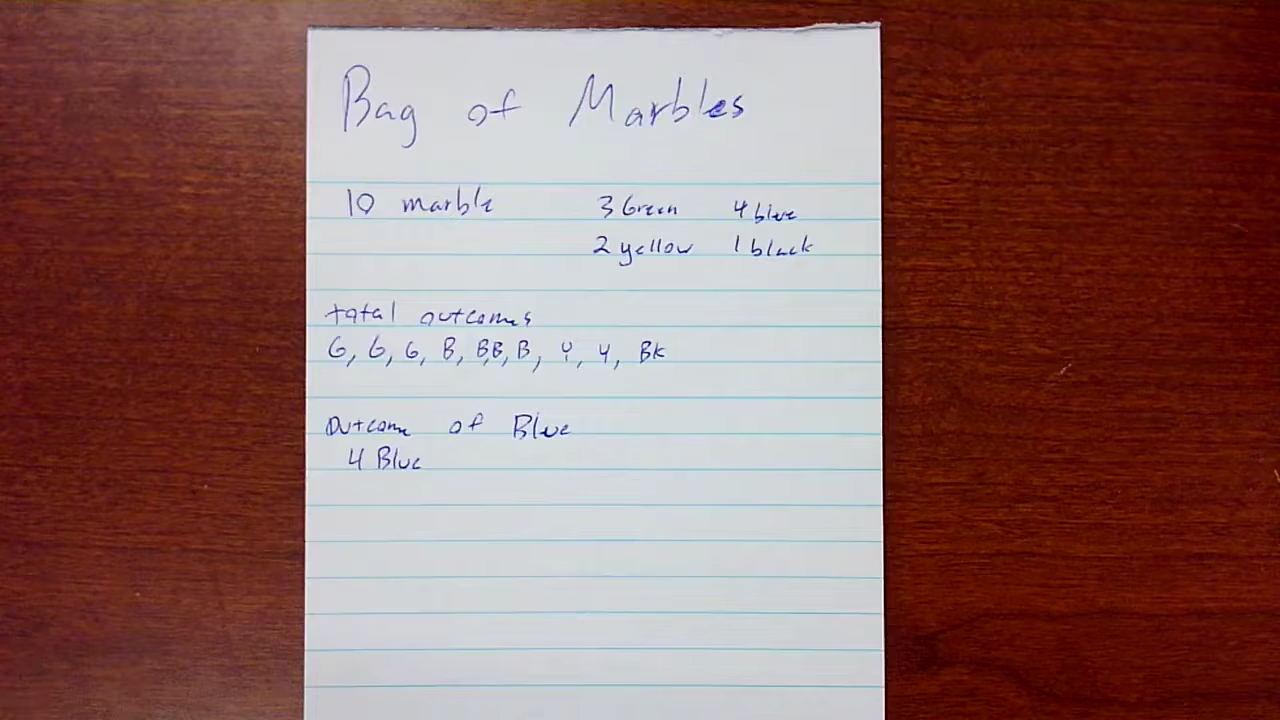 Bag of Marbles
10 marble 3 Green 4 blue
2 yellow 1 black
total outcomes
G, G, G, B, B,B, B, Y, Y, BK
Outcome of Blue
4 Blue